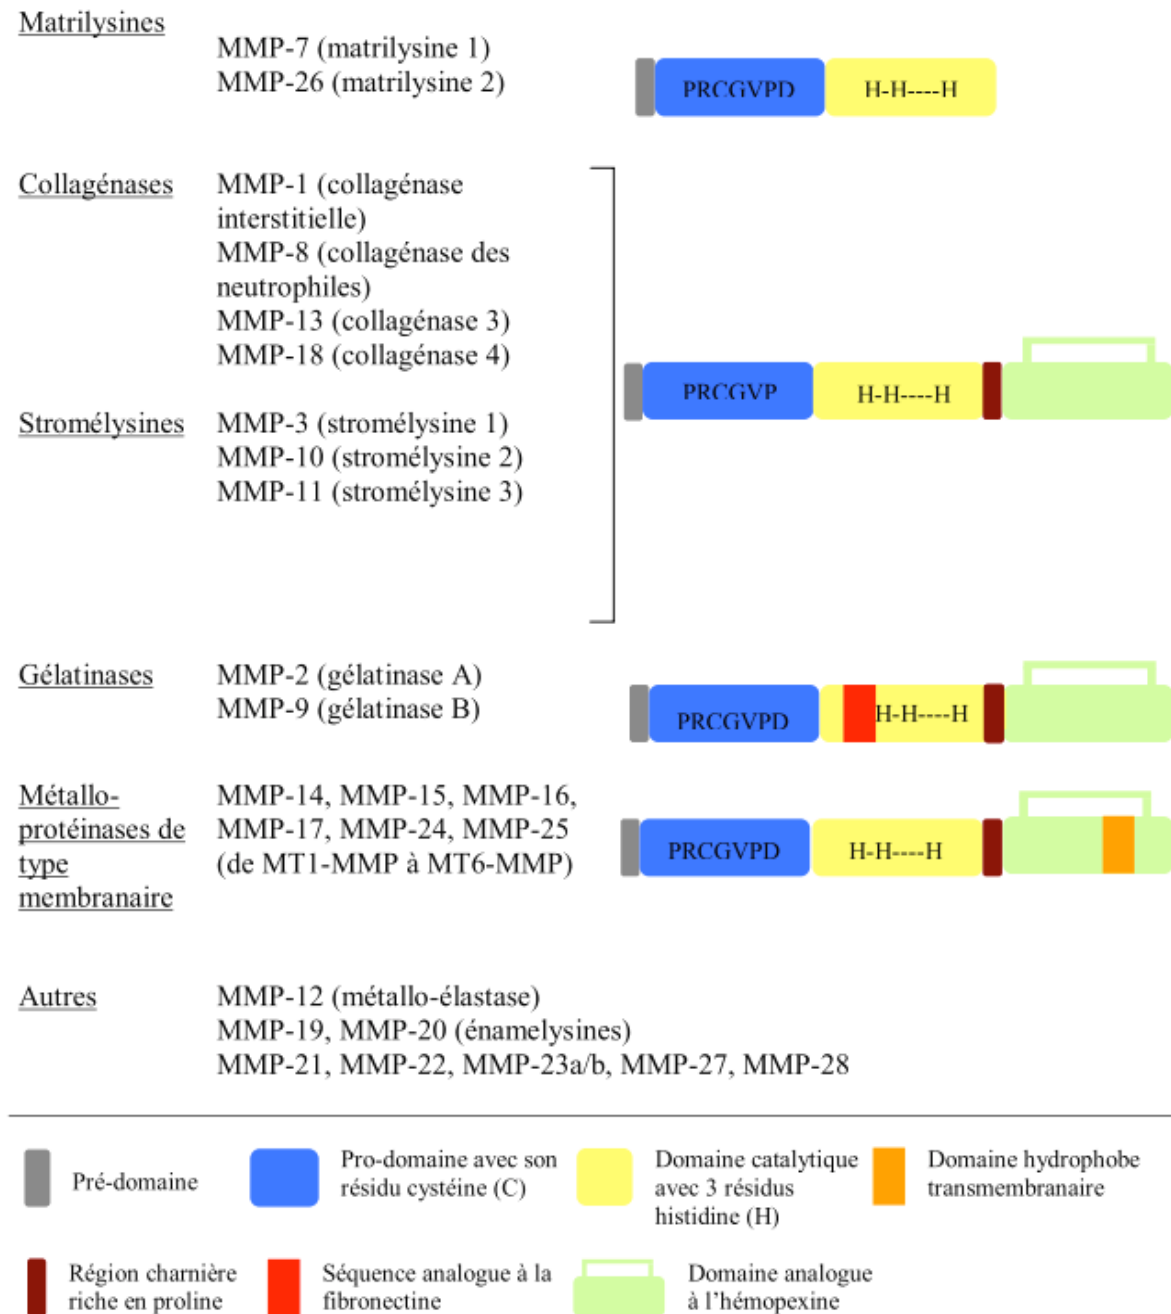 Matrilysines
MMP-7 (matrilysine 1)
MMP-26 (matrilysine 2)
PRCGVPD
H-H----H
Collagénases
MMP-1 (collagénase
interstitielle)
MMP-8 (collagénase des
neutrophiles)
MMP-13 (collagénase 3)
MMP-18 (collagénase 4)
PRCGVP
H-H----H
Stromélysines
MMP-3 (stromélysine 1)
MMP-10 (stromélysine 2)
MMP-11 (stromélysine 3)
Gélatinases
MMP-2 (gélatinase A)
MMP-9 (gélatinase B)
PRCGVPD
H-H----H
Métallo-
protéinases de
type
membranaire
MMP-14, MMP-15, MMP-16,
MMP-17, MMP-24, MMP-25
(de MT1-MMP à MT6-MMP)
PRCGVPD
H-H----H
Autres
MMP-12 (métallo-élastase)
MMP-19, MMP-20 (énamelysines)
MMP-21, MMP-22, MMP-23a/b, MMP-27, MMP-28
Pré-domaine
Pro-domaine avec son
résidu cystéine (C)
Domaine catalytique
avec 3 résidus
histidine (H)
Domaine hydrophobe
transmembranaire
Région charnière
riche en proline
Séquence analogue à la
fibronectine
Domaine analogue
à l'hémopexine